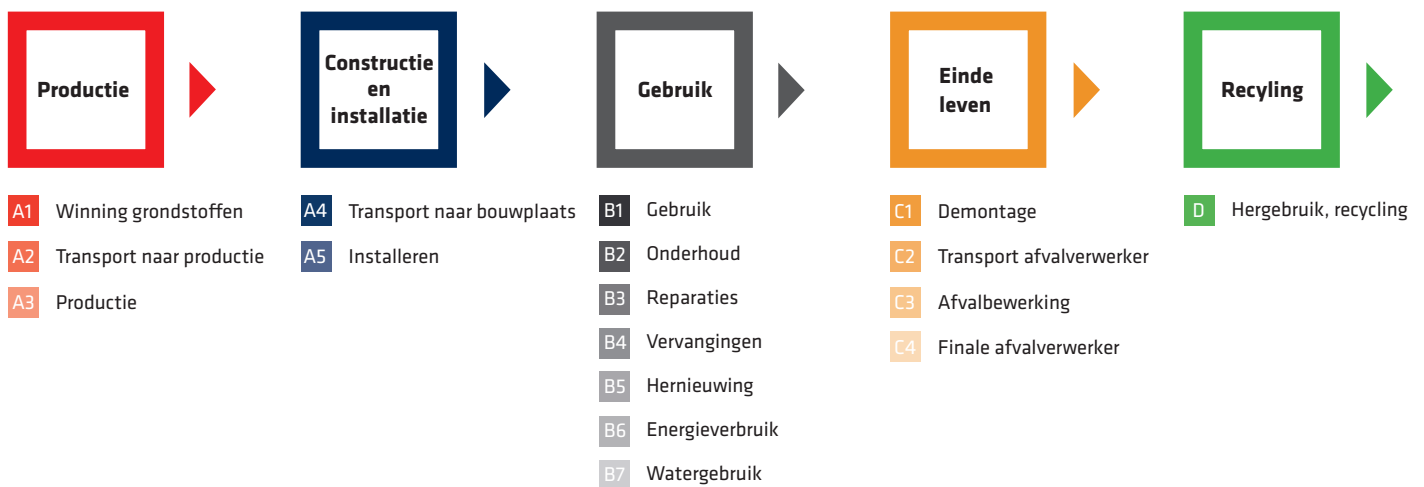 Productie
Constructie
en
installatie
Gebruik
Einde
leven
Recyling
A1 Winning grondstoffen
A2 Transport naar productie
A3 Productie
A4 Transport naar bouwplaats
A5 Installeren
B1 Gebruik
B2 Onderhoud
B3 Reparaties
B4 Vervangingen
B5 Hernieuwing
B6 Energieverbruik
B7 Watergebruik
C1 Demontage
C2 Transport afvalverwerker
C3 Afvalbewerking
C4 Finale afvalverwerker
D Hergebruik, recycling